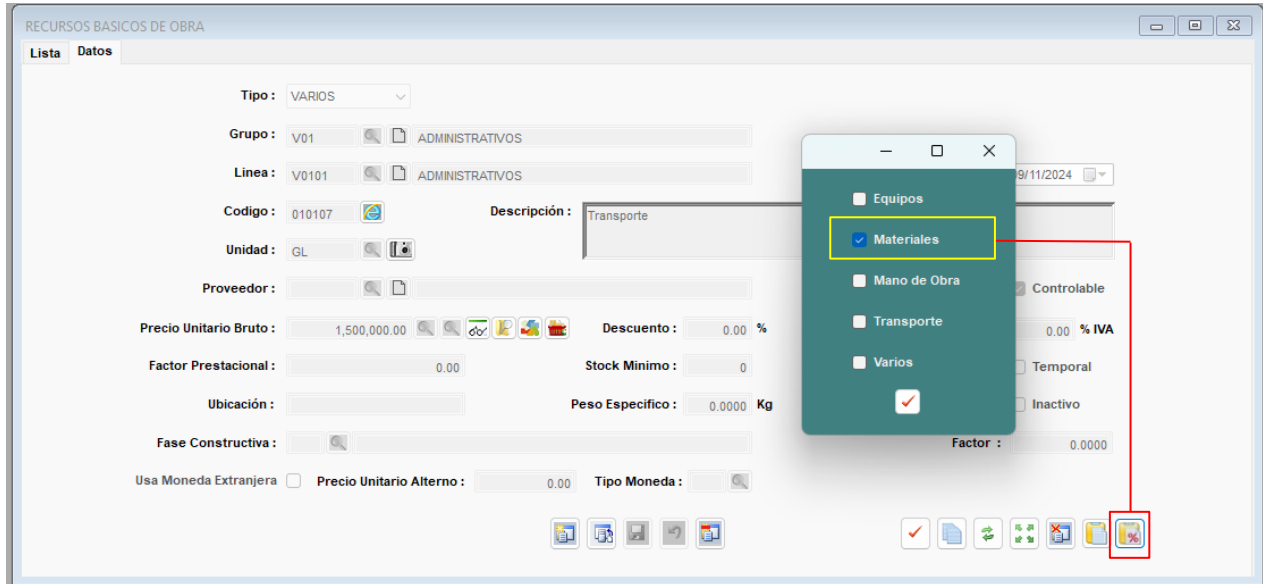 RECURSOS BASICOS DE OBRA
Lista Datos
Tipo : VARIOS
Grupo : V01 ADMINISTRATIVOS
Linea : V0101 ADMINISTRATIVOS
09/11/2024
Codigo : 010107 Descripción : Transporte
Unidad : GL
Proveedor : Controlable
Precio Unitario Bruto : 1,500,000.00 Descuento : 0.00 % 0.00 % IVA
Factor Prestacional : 0.00 Stock Minimo : 0 Temporal
Ubicación : Peso Especifico : 0.0000 Kg Inactivo
Fase Constructiva : Factor : 0.0000
Usa Moneda Extranjera Precio Unitario Alterno : 0.00 Tipo Moneda :
Equipos
Materiales
Mano de Obra
Transporte
Varios